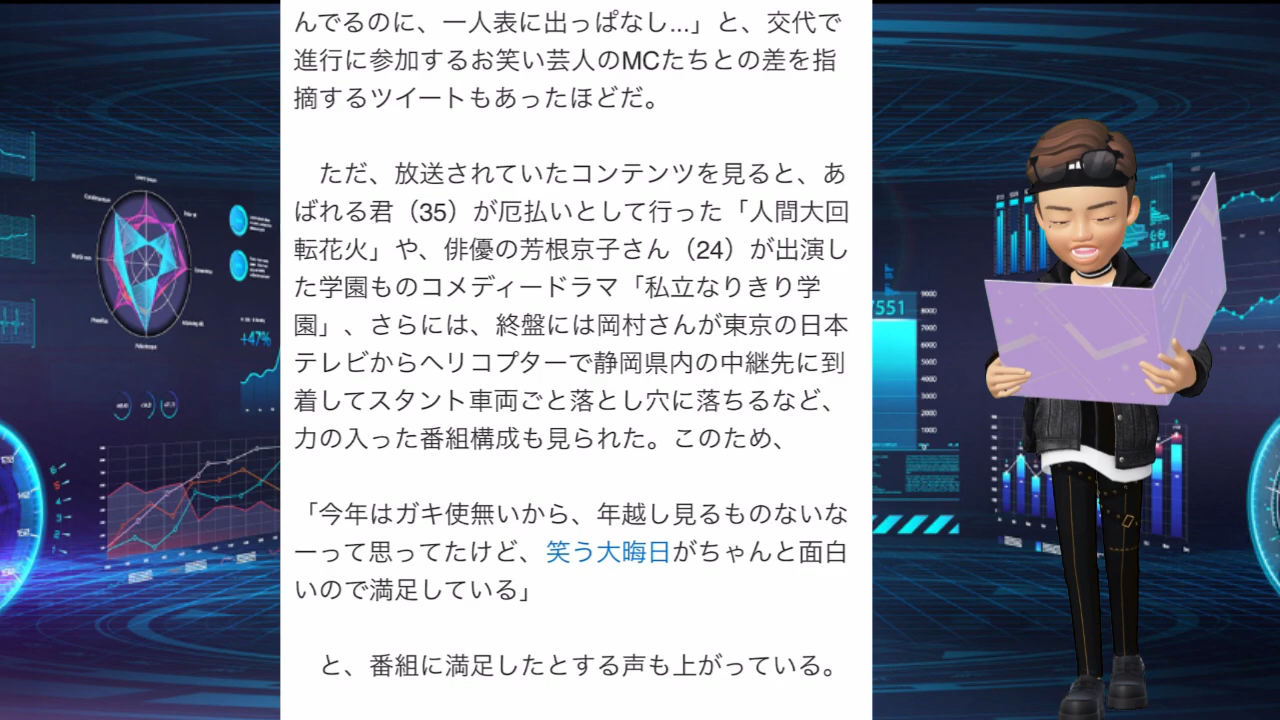 んでるのに、一人表に出っぱなし...」と、交代で
進行に参加するお笑い芸人のMCたちとの差を指
摘するツイートもあったほどだ。
ただ、放送されていたコンテンツを見ると、あ
ばれる君（35）が厄払いとして行った「人間大回
転花火」や、俳優の芳根京子さん（24）が出演し
た学園ものコメディードラマ「私立なりきり学
園」、さらには、終盤には岡村さんが東京の日本
テレビからヘリコプターで静岡県内の中継先に到
着してスタント車両ごと落とし穴に落ちるなど、
力の入った番組構成も見られた。このため、
「今年はガキ使無いから、年越し見るものないな
ーって思ってたけど、笑う大晦日がちゃんと面白
いので満足している」
と、番組に満足したとする声も上がっている。
+47%
7551
9000
8000
7000
6000
5000
4000
3000
2000
1000
0